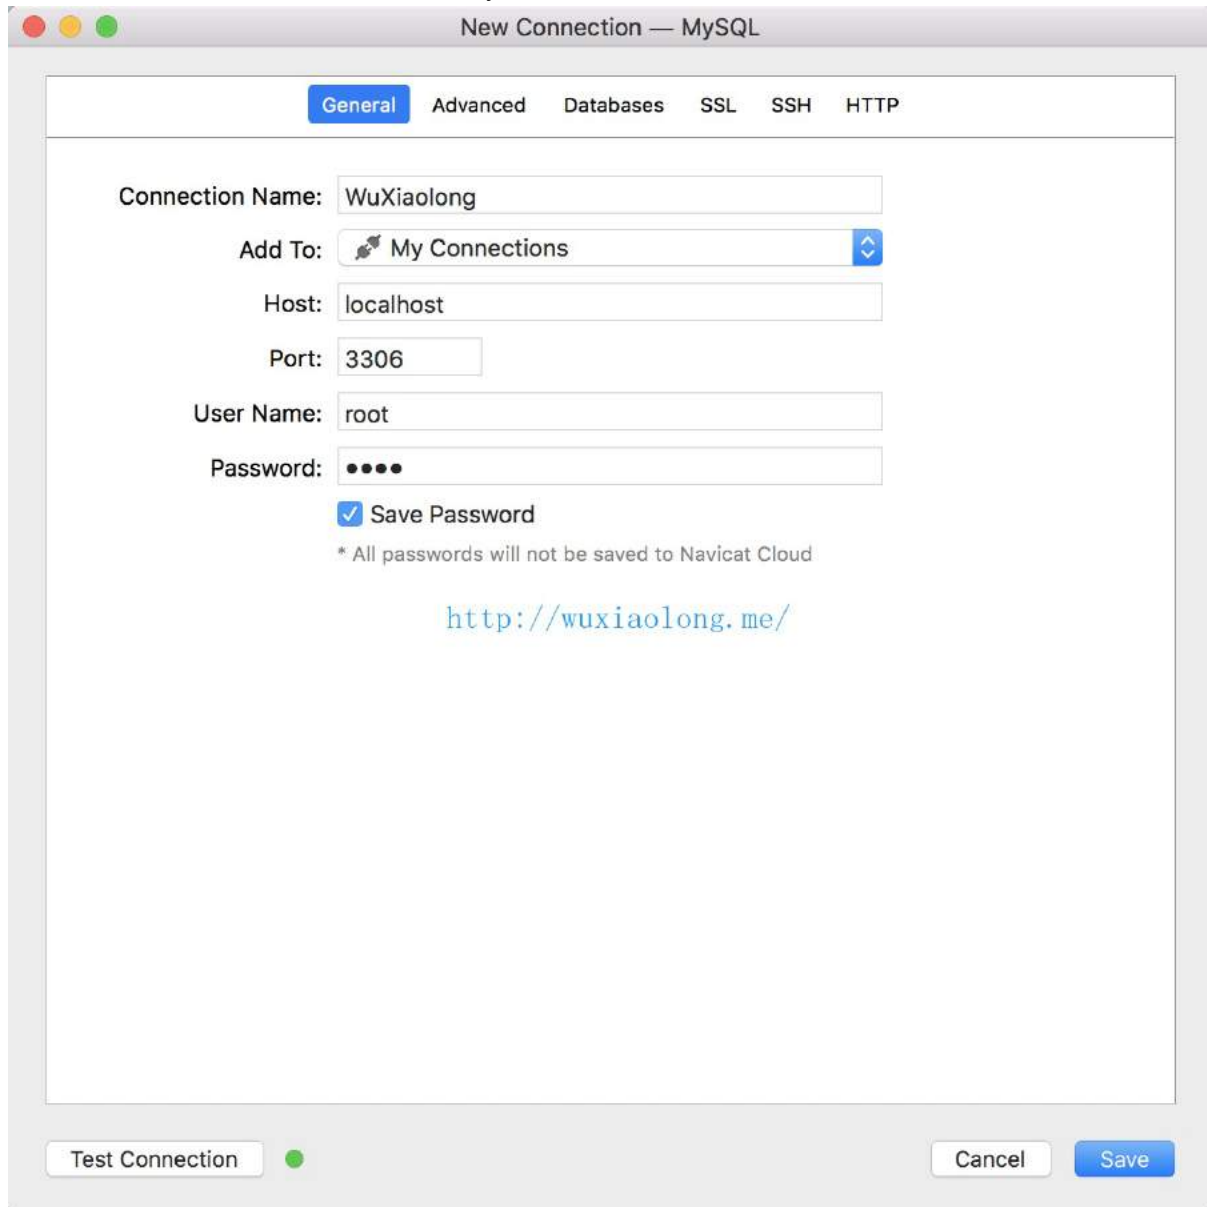 New Connection — MySQL
General Advanced Databases SSL SSH HTTP
Connection Name: WuXiaolong
Add To: My Connections
Host: localhost
Port: 3306
User Name: root
Password: ●●●●
Save Password
* All passwords will not be saved to Navicat Cloud
http://wuxiaolong.me/
Test Connection Cancel Save